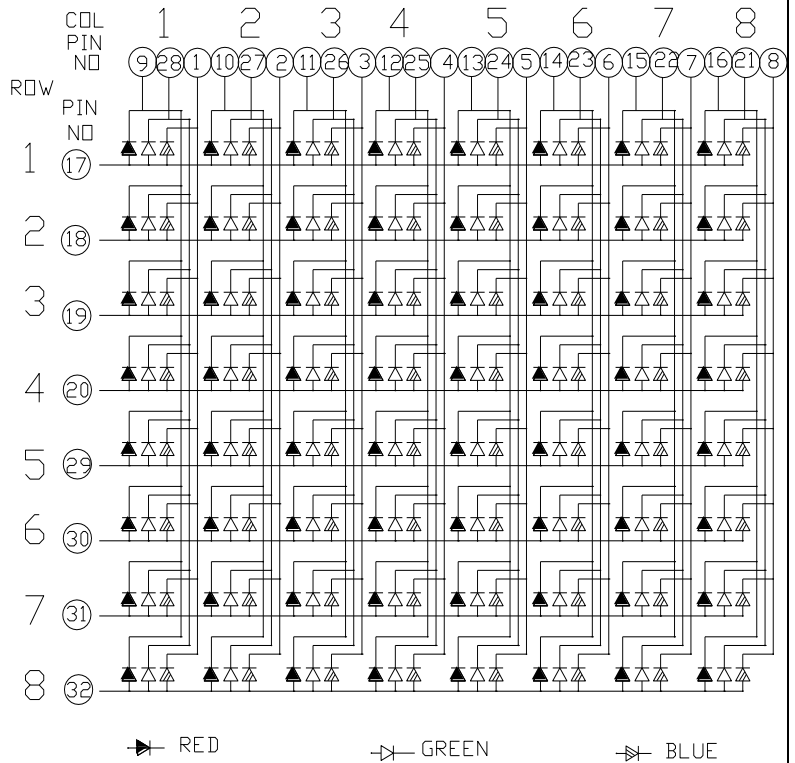 COL 1 2 3 4 5 6 7 8
PIN
NO 9 28 1 10 27 2 11 26 3 12 25 4 13 24 5 14 23 6 15 22 7 16 21 8
ROW
PIN
NO
1 17
2 18
3 19
4 20
5 29
6 30
7 31
8 32
RED GREEN BLUE